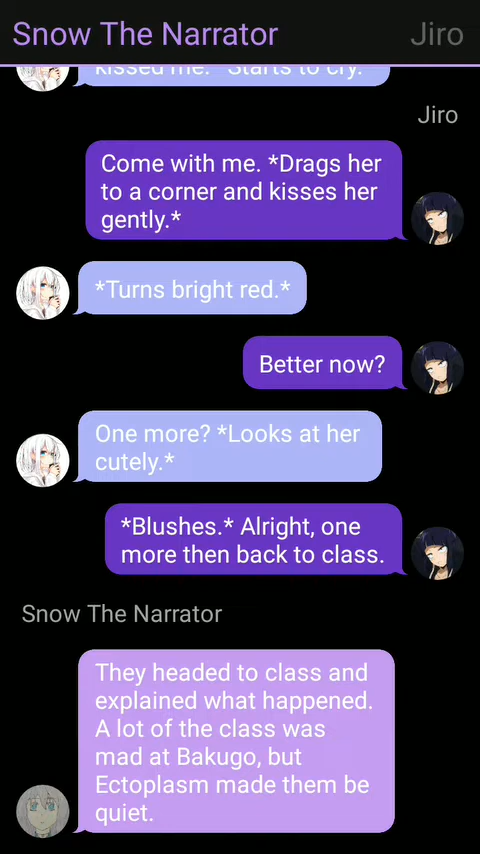 Snow The Narrator
Jiro
kissed me.* *Starts to cry.*
Jiro
Come with me. *Drags her
to a corner and kisses her
gently.*
*Turns bright red.*
Better now?
One more? *Looks at her
cutely.*
*Blushes.* Alright, one
more then back to class.
Snow The Narrator
They headed to class and
explained what happened.
A lot of the class was
mad at Bakugo, but
Ectoplasm made them be
quiet.